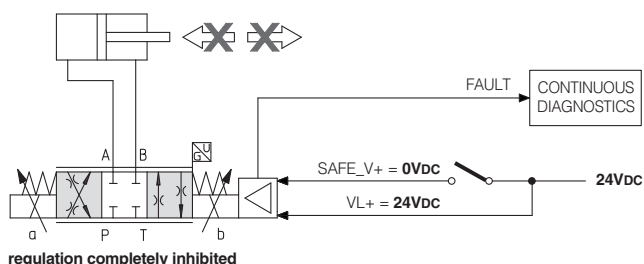 FAULT
CONTINUOUS
DIAGNOSTICS
A B
G U
SAFE_V+ = 0VDC
24VDC
VL+ = 24VDC
a P T b
regulation completely inhibited